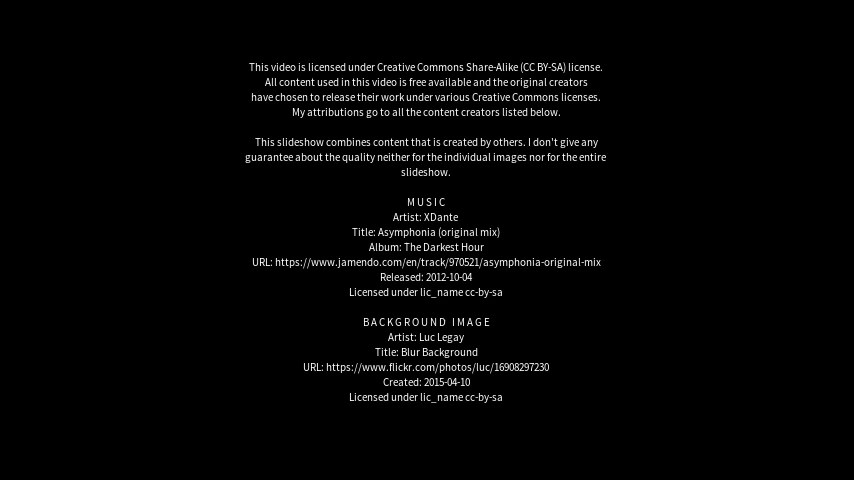 This video is licensed under Creative Commons Share-Alike (CC BY-SA) license.
All content used in this video is free available and the original creators
have chosen to release their work under various Creative Commons licenses.
My attributions go to all the content creators listed below.
This slideshow combines content that is created by others. I don't give any
guarantee about the quality neither for the individual images nor for the entire
slideshow.
MUSIC
Artist: XDante
Title: Asymphonia (original mix)
Album: The Darkest Hour
URL: https://www.jamendo.com/en/track/970521/asymphonia-original-mix
Released: 2012-10-04
Licensed under lic_name cc-by-sa
BACKGROUND IMAGE
Artist: Luc Legay
Title: Blur Background
URL: https://www.flickr.com/photos/luc/16908297230
Created: 2015-04-10
Licensed under lic_name cc-by-sa